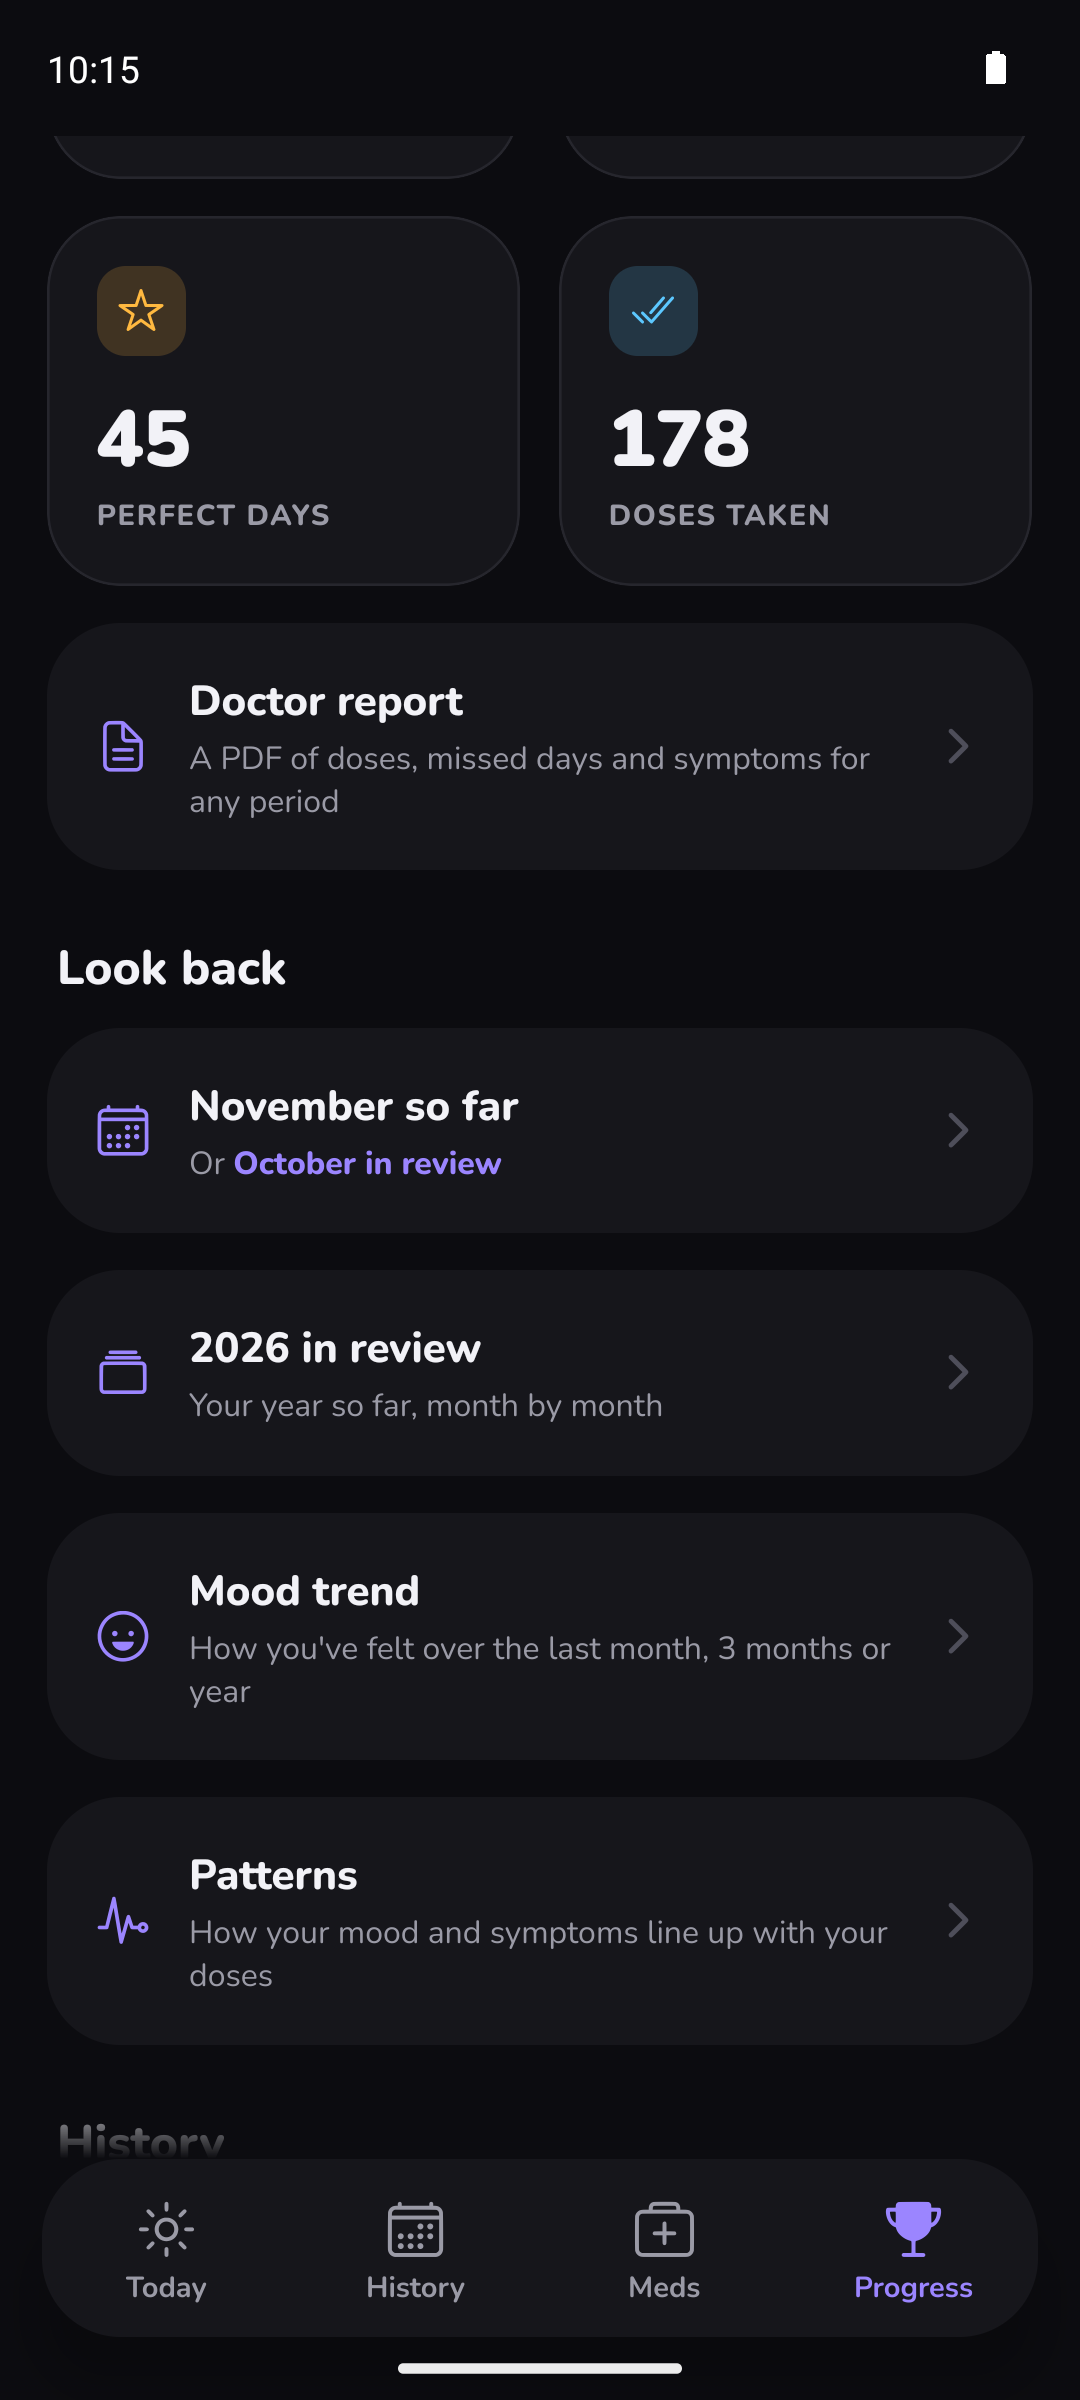 10:15
45
PERFECT DAYS
178
DOSES TAKEN
Doctor report
A PDF of doses, missed days and symptoms for
any period
Look back
November so far
Or October in review
2026 in review
Your year so far, month by month
Mood trend
How you've felt over the last month, 3 months or
year
Patterns
How your mood and symptoms line up with your
doses
History
Today
History
Meds
Progress